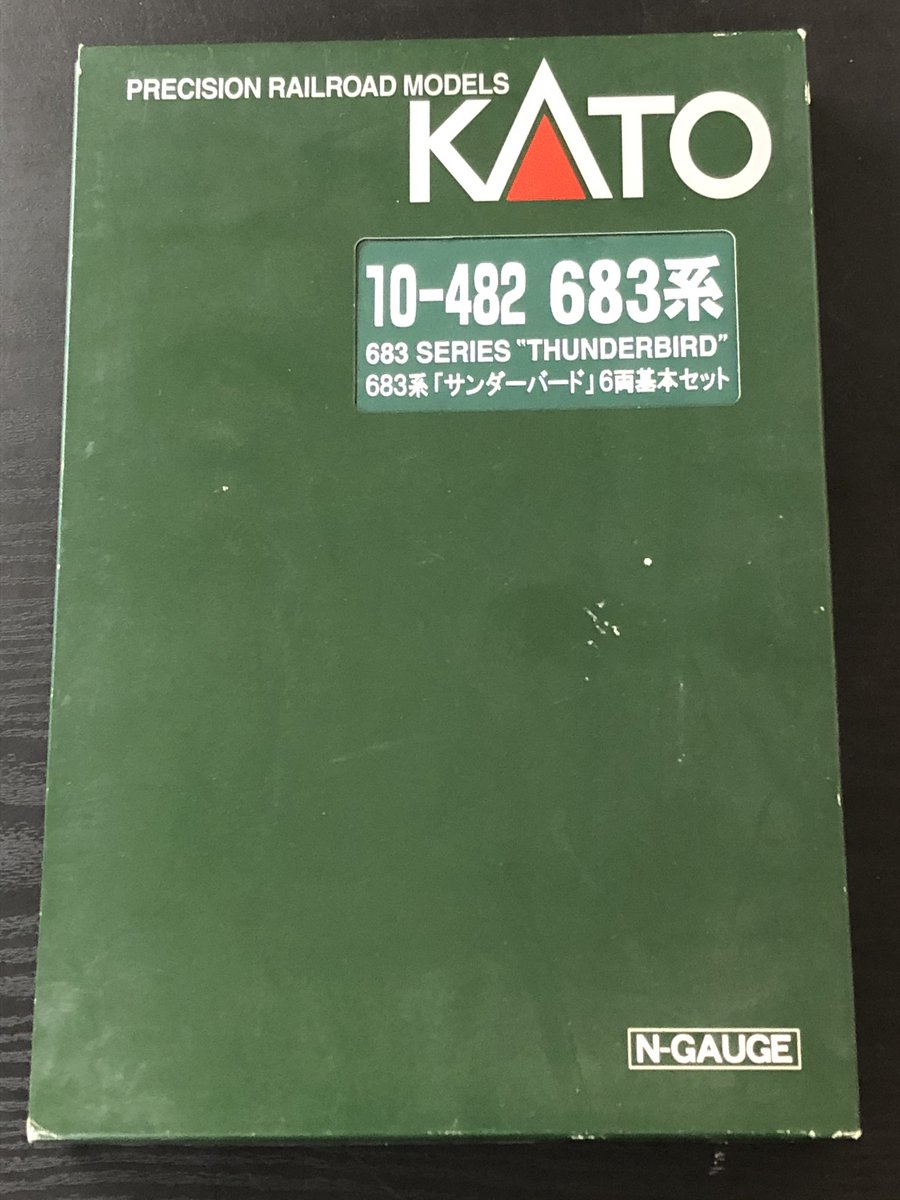 PRECISION RAILROAD MODELS
KATO
10-482 683系
683 SERIES "THUNDERBIRD"
683系「サンダーバード」6両基本セット
N-GAUGE